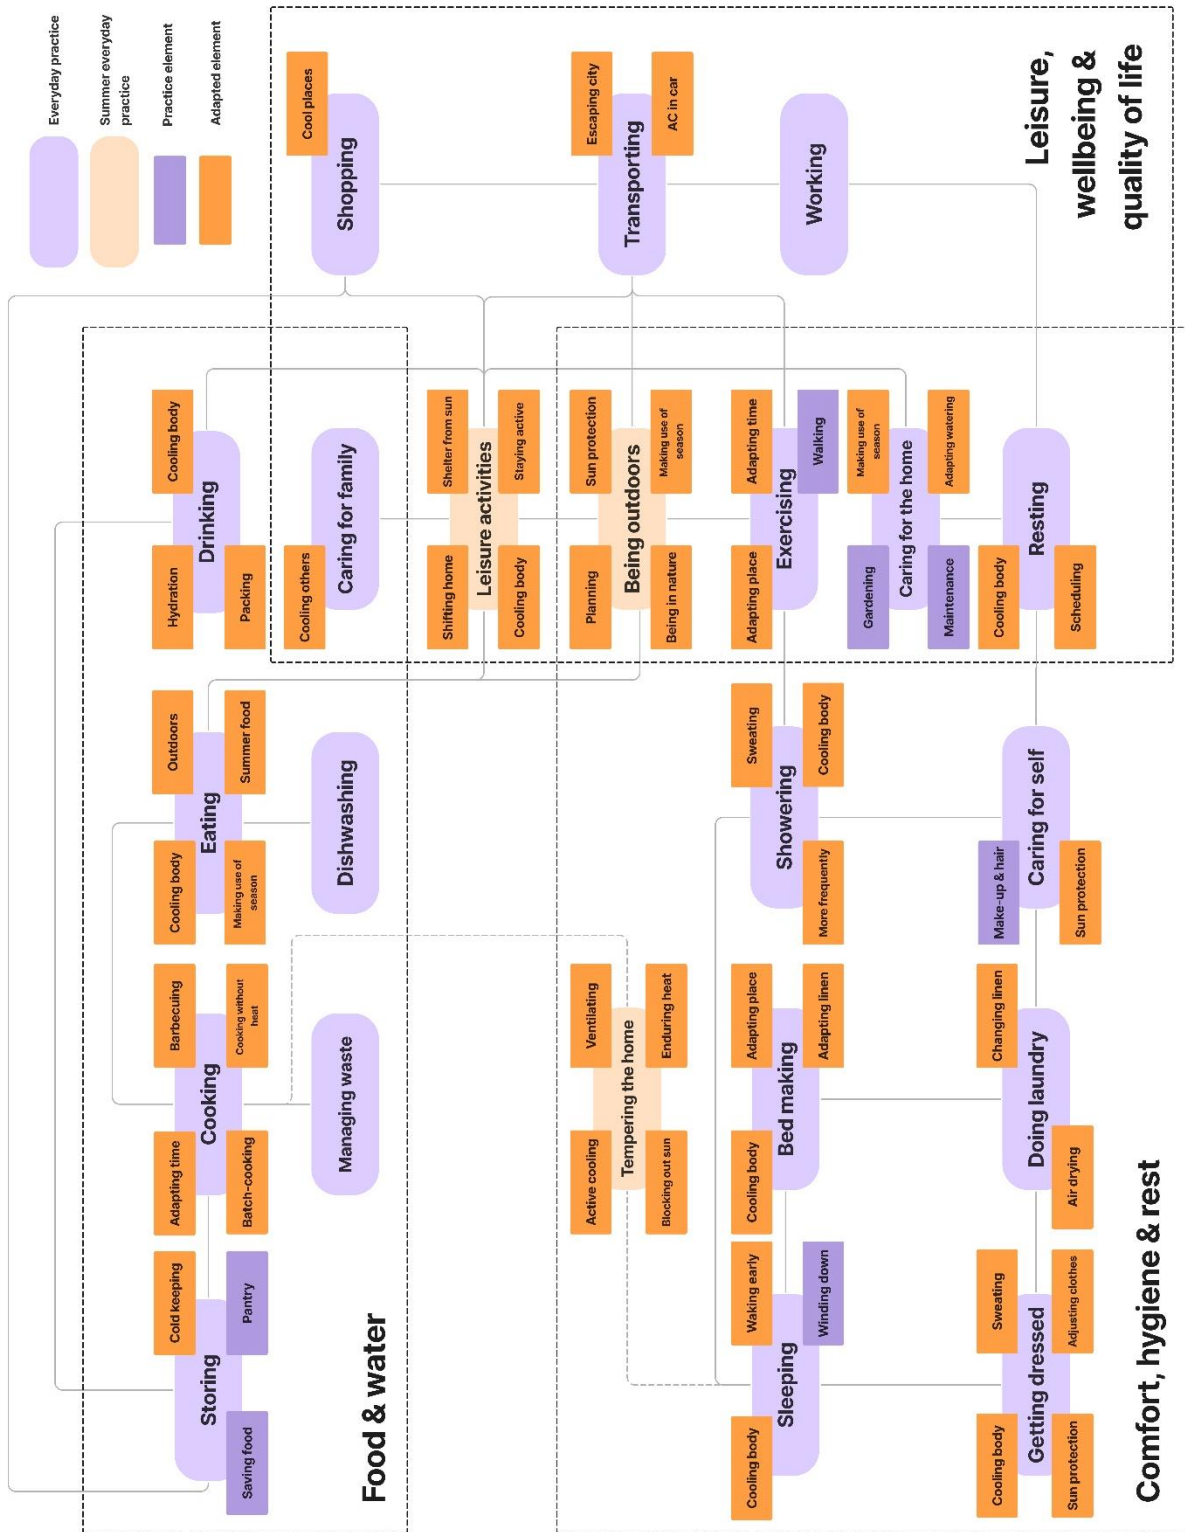 Everyday practice
Summer everyday
practice
Practice element
Adapted element
Food & water
Storing
Cold keeping
Saving food
Pantry
Cooking
Adapting time
Barbecuing
Batch-cooking
Cooking without
heat
Eating
Cooling body
Outdoors
Making use of
season
Summer food
Drinking
Hydration
Cooling body
Packing
Managing waste
Dishwashing
Caring for family
Cooling others
Shopping
Cool places
Leisure activities
Shifting home
Shelter from sun
Cooling body
Staying active
Tempering the home
Active cooling
Ventilating
Blocking out sun
Enduring heat
Being outdoors
Planning
Sun protection
Being in nature
Making use of
season
Transporting
Escaping city
AC in car
Sleeping
Cooling body
Waking early
Winding down
Bed making
Cooling body
Adapting place
Adapting linen
Showering
Sweating
More frequently
Cooling body
Exercising
Adapting place
Adapting time
Walking
Working
Caring for the home
Gardening
Making use of
season
Maintenance
Adapting watering
Getting dressed
Cooling body
Sweating
Sun protection
Adjusting clothes
Doing laundry
Changing linen
Air drying
Caring for self
Make-up & hair
Sun protection
Resting
Cooling body
Scheduling
Leisure,
wellbeing &
quality of life
Comfort, hygiene & rest